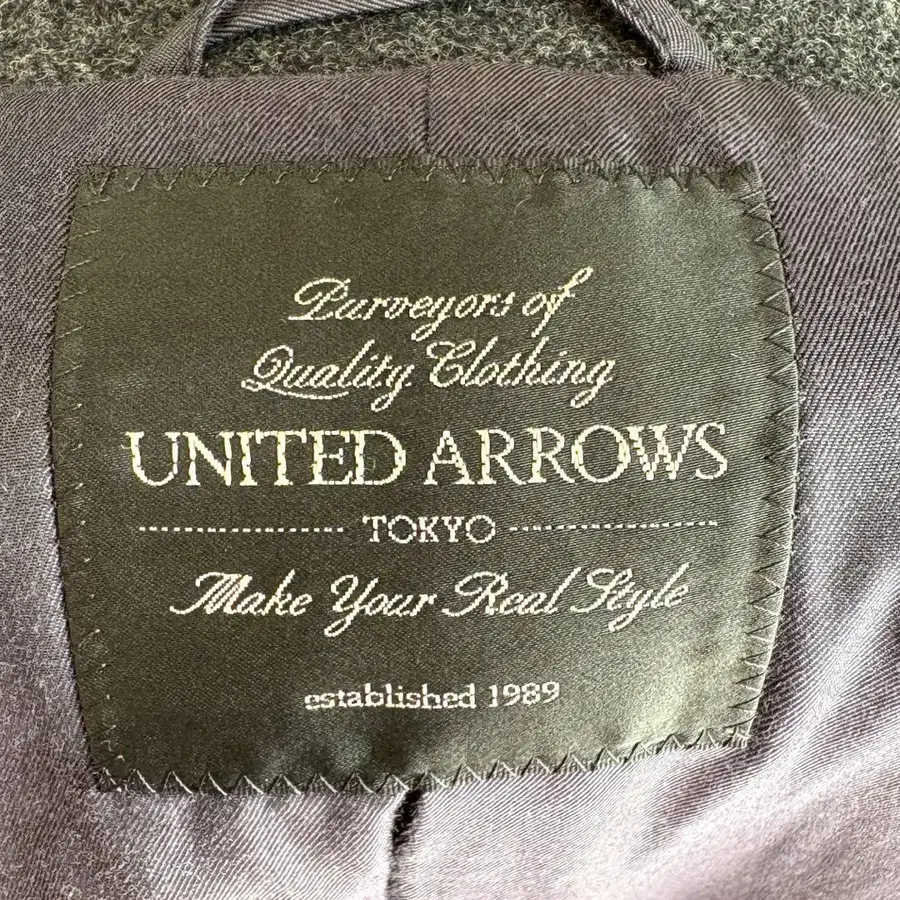 Purveyors of
Quality Clothing
UNITED ARROWS
TOKYO
Make Your Real Style
established 1989